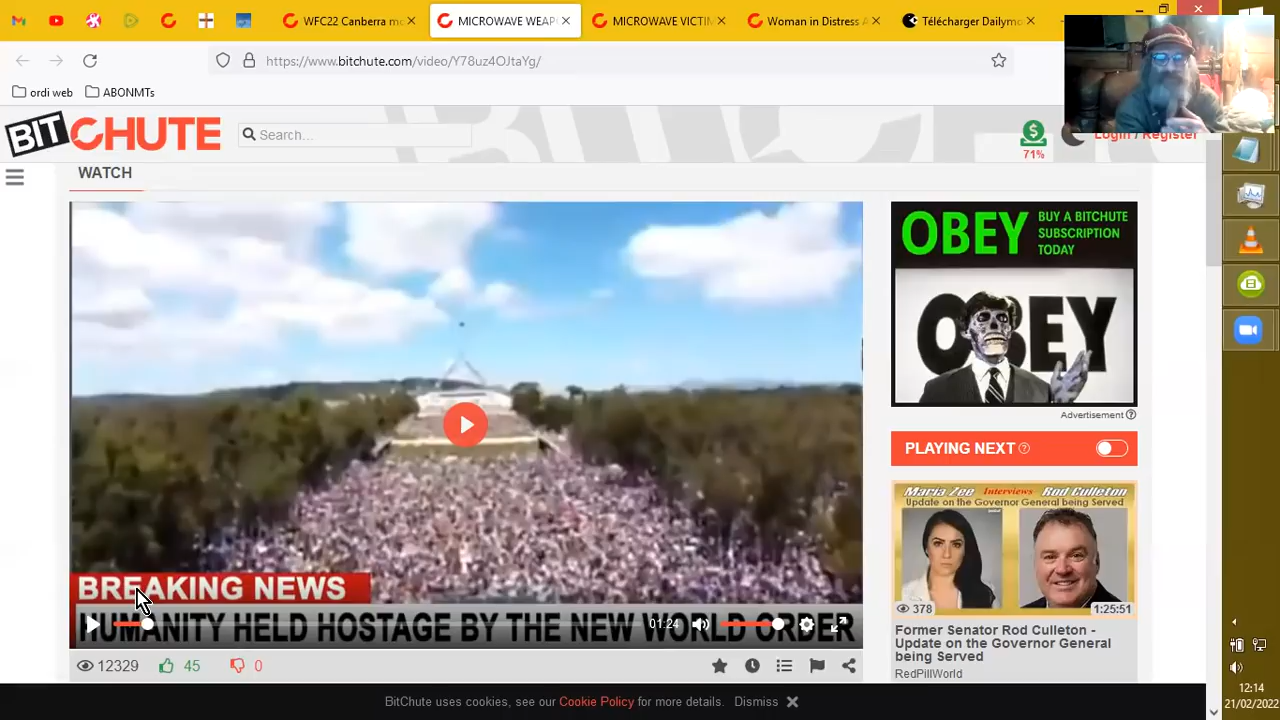 WFC22 Canberra mo
MICROWAVE WEAP
MICROWAVE VICTIM
Woman in Distress A
Télécharger Dailymo
https://www.bitchute.com/video/Y78uz4OJtaYg/
ordi web
ABONMTs
BITCHUTE
Search...
71%
Login / Register
WATCH
OBEY
BUY A BITCHUTE
SUBSCRIPTION
TODAY
OBEY
Advertisement
PLAYING NEXT
BREAKING NEWS
HUMANITY HELD HOSTAGE BY THE NEW WORLD ORDER
01:24
Maria Zee Interviews Rod Culleton
Update on the Governor General being Served
378
1:25:51
Former Senator Rod Culleton -
Update on the Governor General
being Served
RedPillWorld
12329
45
0
BitChute uses cookies, see our Cookie Policy for more details. Dismiss
12:14
21/02/2022